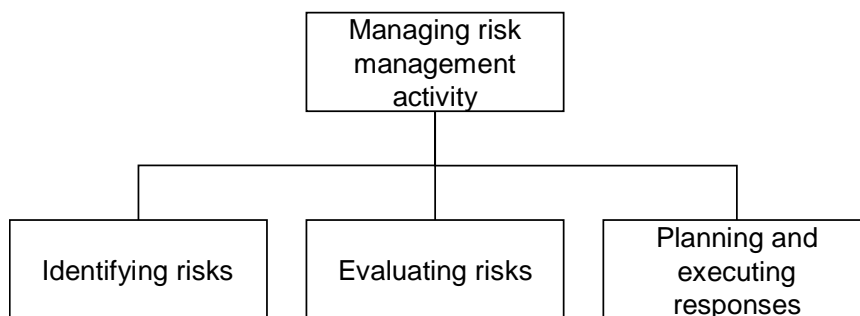 Managing risk
management
activity
Identifying risks
Evaluating risks
Planning and
executing
responses